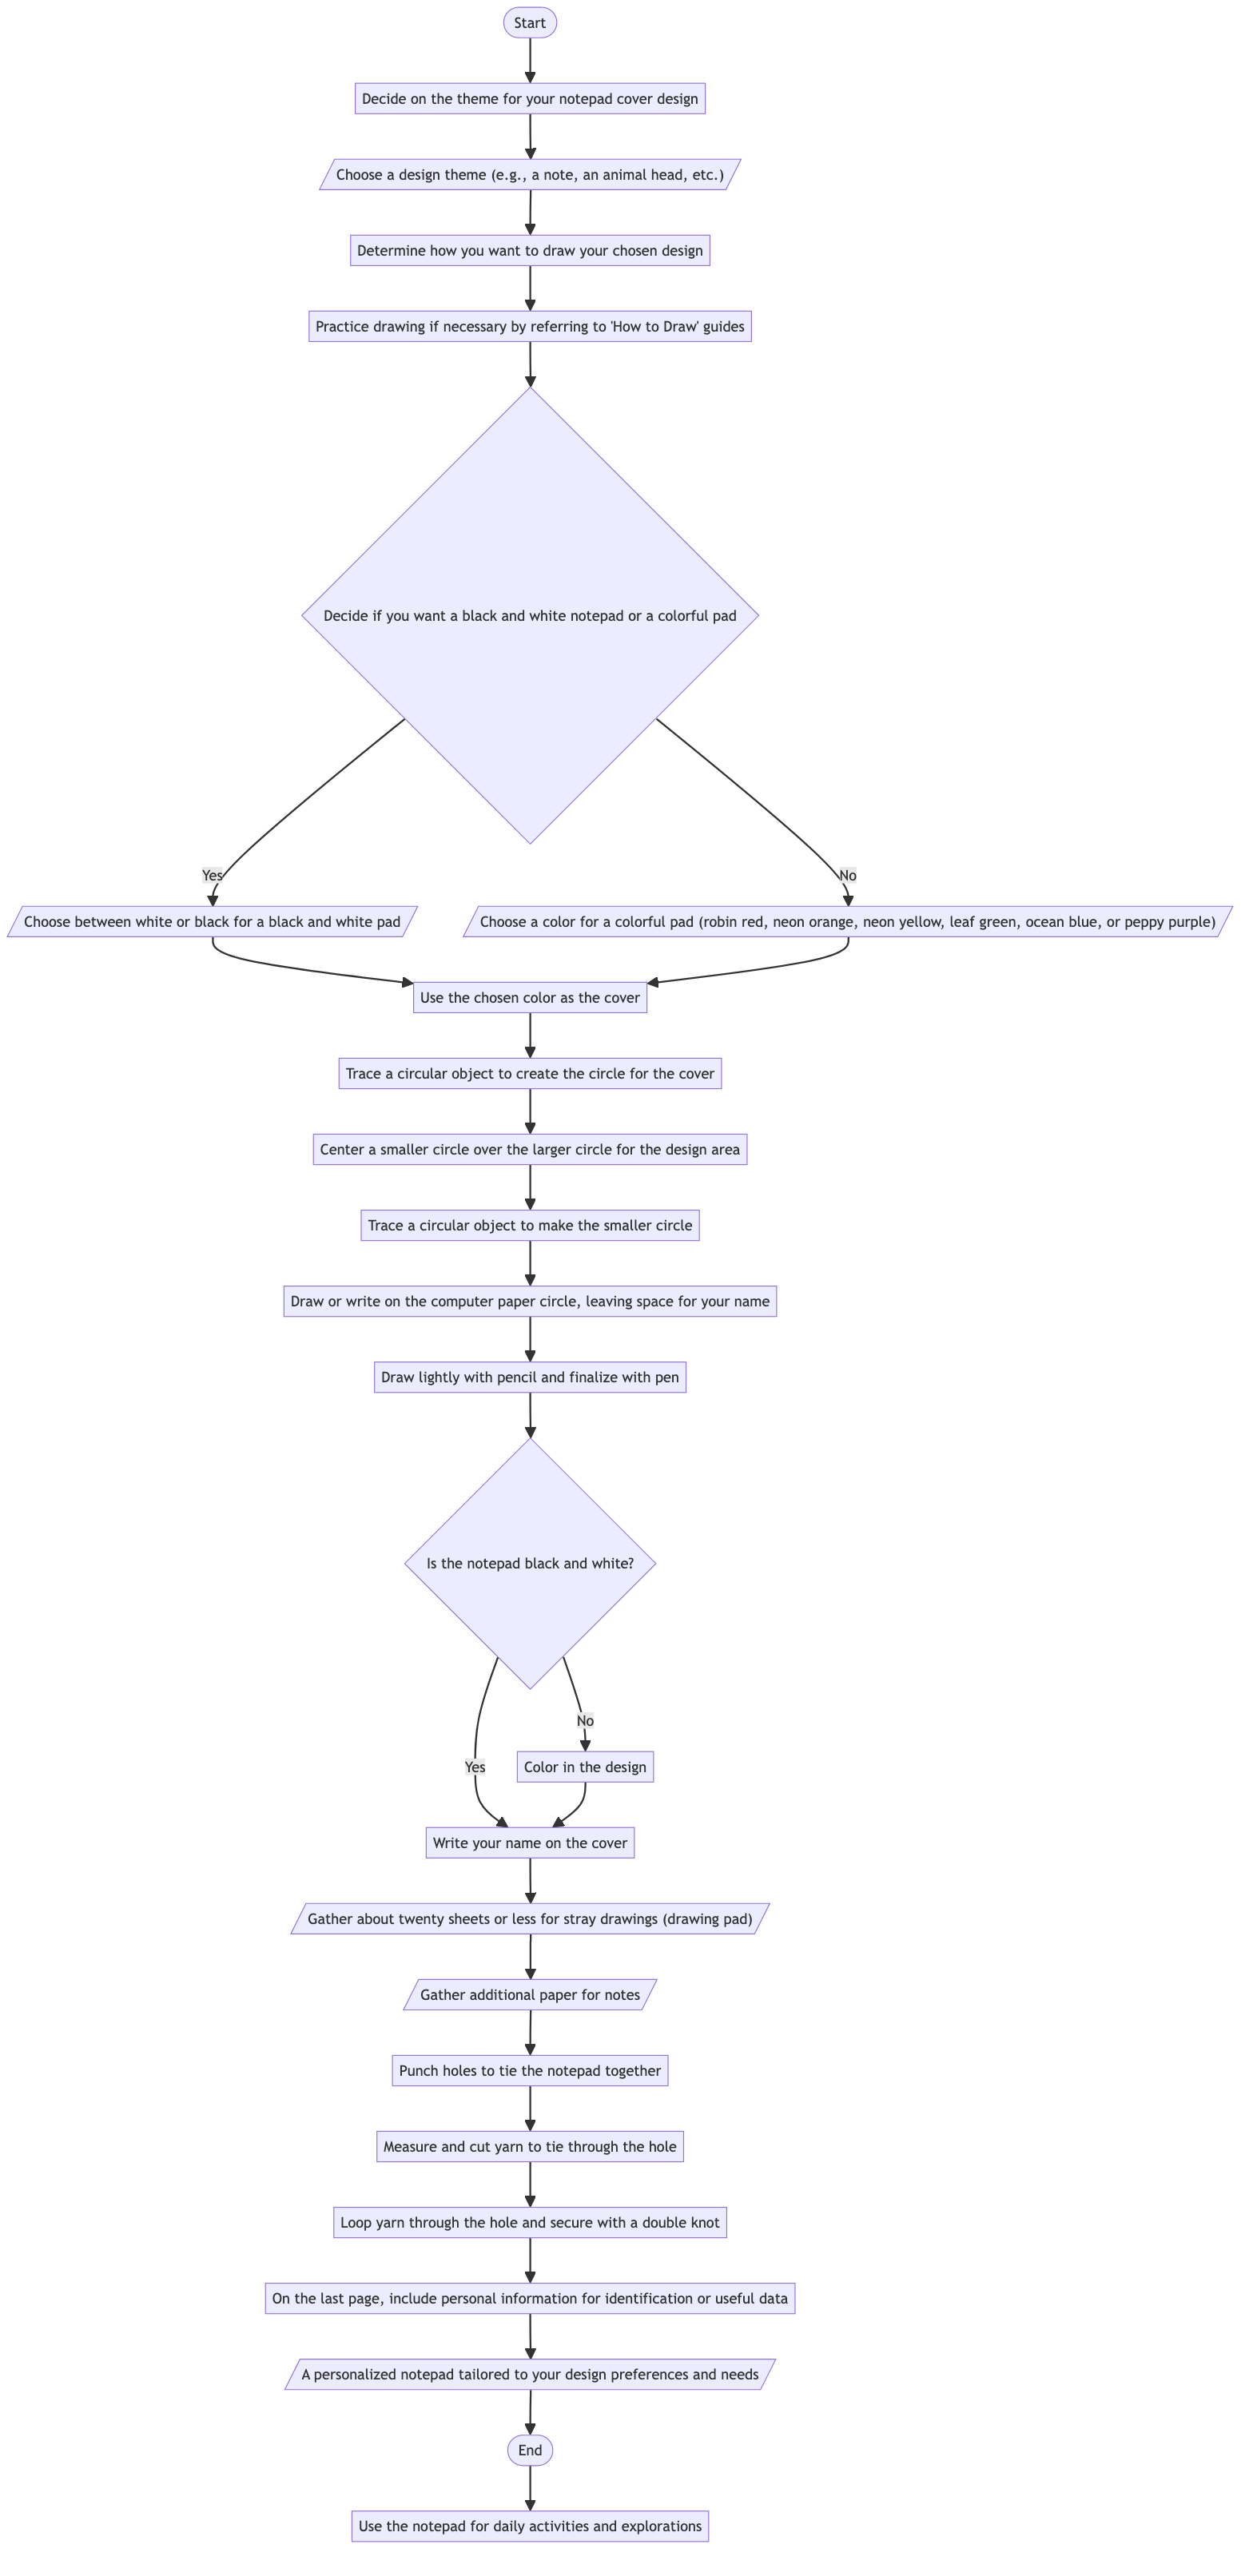 Start
Decide on the theme for your notepad cover design
Choose a design theme (e.g., a note, an animal head, etc.)
Determine how you want to draw your chosen design
Practice drawing if necessary by referring to 'How to Draw' guides
Decide if you want a black and white notepad or a colorful pad
Yes
No
Choose between white or black for a black and white pad
Choose a color for a colorful pad (robin red, neon orange, neon yellow, leaf green, ocean blue, or peppy purple)
Use the chosen color as the cover
Trace a circular object to create the circle for the cover
Center a smaller circle over the larger circle for the design area
Trace a circular object to make the smaller circle
Draw or write on the computer paper circle, leaving space for your name
Draw lightly with pencil and finalize with pen
Is the notepad black and white?
No
Yes
Color in the design
Write your name on the cover
Gather about twenty sheets or less for stray drawings (drawing pad)
Gather additional paper for notes
Punch holes to tie the notepad together
Measure and cut yarn to tie through the hole
Loop yarn through the hole and secure with a double knot
On the last page, include personal information for identification or useful data
A personalized notepad tailored to your design preferences and needs
End
Use the notepad for daily activities and explorations